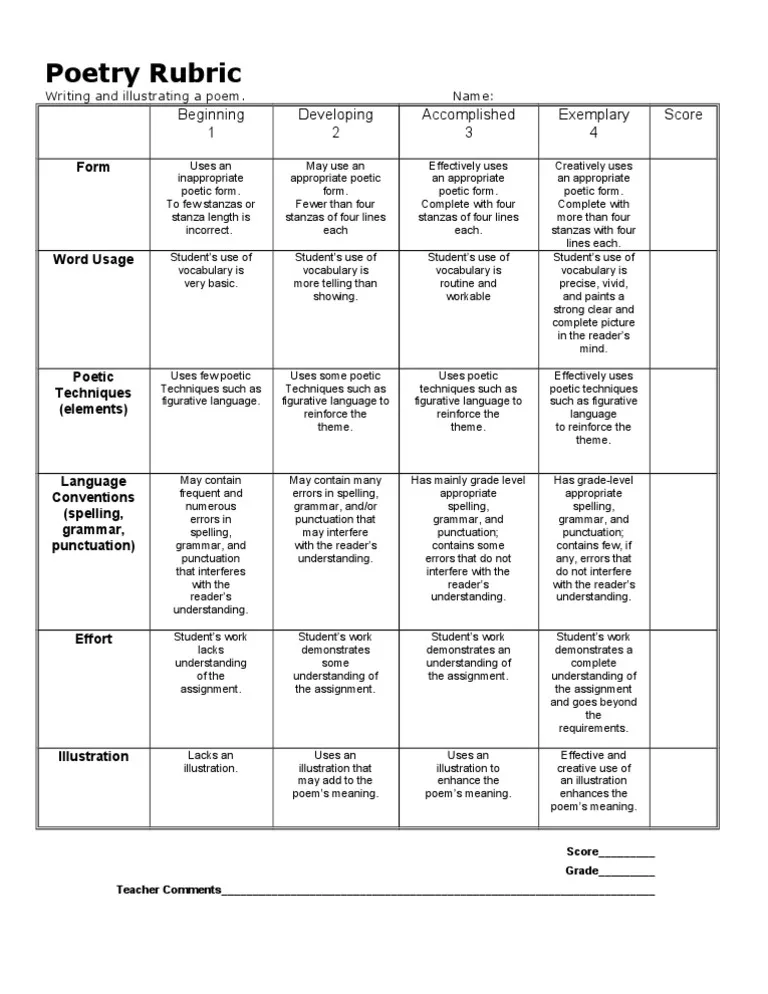 Poetry Rubric
Writing and illustrating a poem. Name:
Beginning
1
Developing
2
Accomplished
3
Exemplary
4
Score
Form
Uses an
inappropriate
poetic form.
To few stanzas or
stanza length is
incorrect.
May use an
appropriate poetic
form.
Fewer than four
stanzas of four lines
each
Effectively uses
an appropriate
poetic form.
Complete with four
stanzas of four lines
each.
Creatively uses
an appropriate
poetic form.
Complete with
more than four
stanzas with four
lines each.
Word Usage
Student's use of
vocabulary is
very basic.
Student's use of
vocabulary is
more telling than
showing.
Student's use of
vocabulary is
routine and
workable
Student's use of
vocabulary is
precise, vivid,
and paints a
strong clear and
complete picture
in the reader's
mind.
Poetic
Techniques
(elements)
Uses few poetic
Techniques such as
figurative language.
Uses some poetic
Techniques such as
figurative language to
reinforce the
theme.
Uses poetic
techniques such as
figurative language to
reinforce the
theme.
Effectively uses
poetic techniques
such as figurative
language
to reinforce the
theme.
Language
Conventions
(spelling,
grammar,
punctuation)
May contain
frequent and
numerous
errors in
spelling,
grammar, and
punctuation
that interferes
with the
reader's
understanding.
May contain many
errors in spelling,
grammar, and/or
punctuation that
may interfere
with the reader's
understanding.
Has mainly grade level
appropriate
spelling,
grammar, and
punctuation;
contains some
errors that do not
interfere with the
reader's
understanding.
Has grade-level
appropriate
spelling,
grammar, and
punctuation;
contains few, if
any, errors that
do not interfere
with the reader's
understanding.
Effort
Student's work
lacks
understanding
of the
assignment.
Student's work
demonstrates
some
understanding of
the assignment.
Student's work
demonstrates an
understanding of
the assignment.
Student's work
demonstrates a
complete
understanding of
the assignment
and goes beyond
the
requirements.
Illustration
Lacks an
illustration.
Uses an
illustration that
may add to the
poem's meaning.
Uses an
illustration to
enhance the
poem's meaning.
Effective and
creative use of
an illustration
enhances the
poem's meaning.
Score_________
Grade_________
Teacher Comments______________________________________________________________________